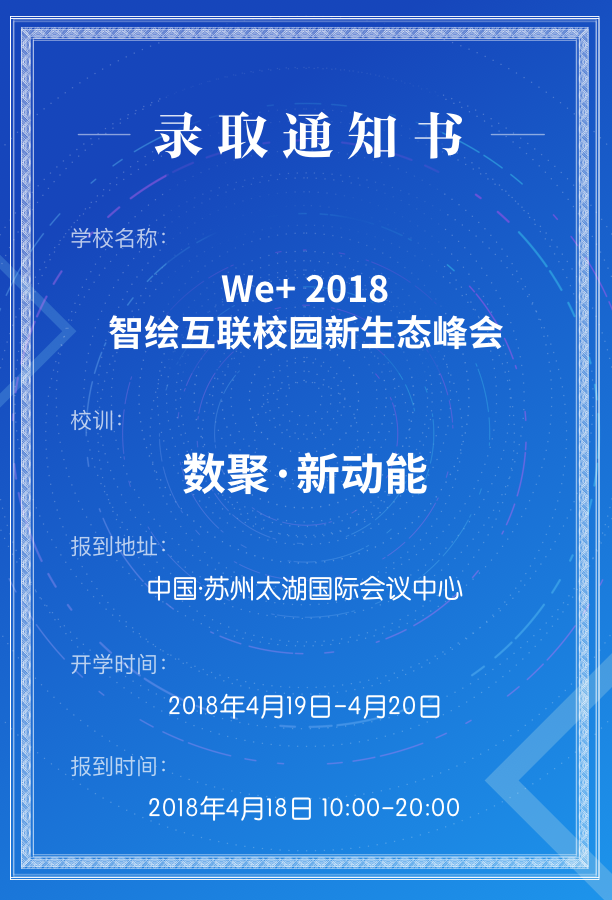 录取通知书
学校名称：
We+ 2018
智绘互联校园新生态峰会
校训：
数聚·新动能
报到地址：
中国·苏州太湖国际会议中心
开学时间：
2018年4月19日-4月20日
报到时间：
2018年4月18日 10:00-20:00